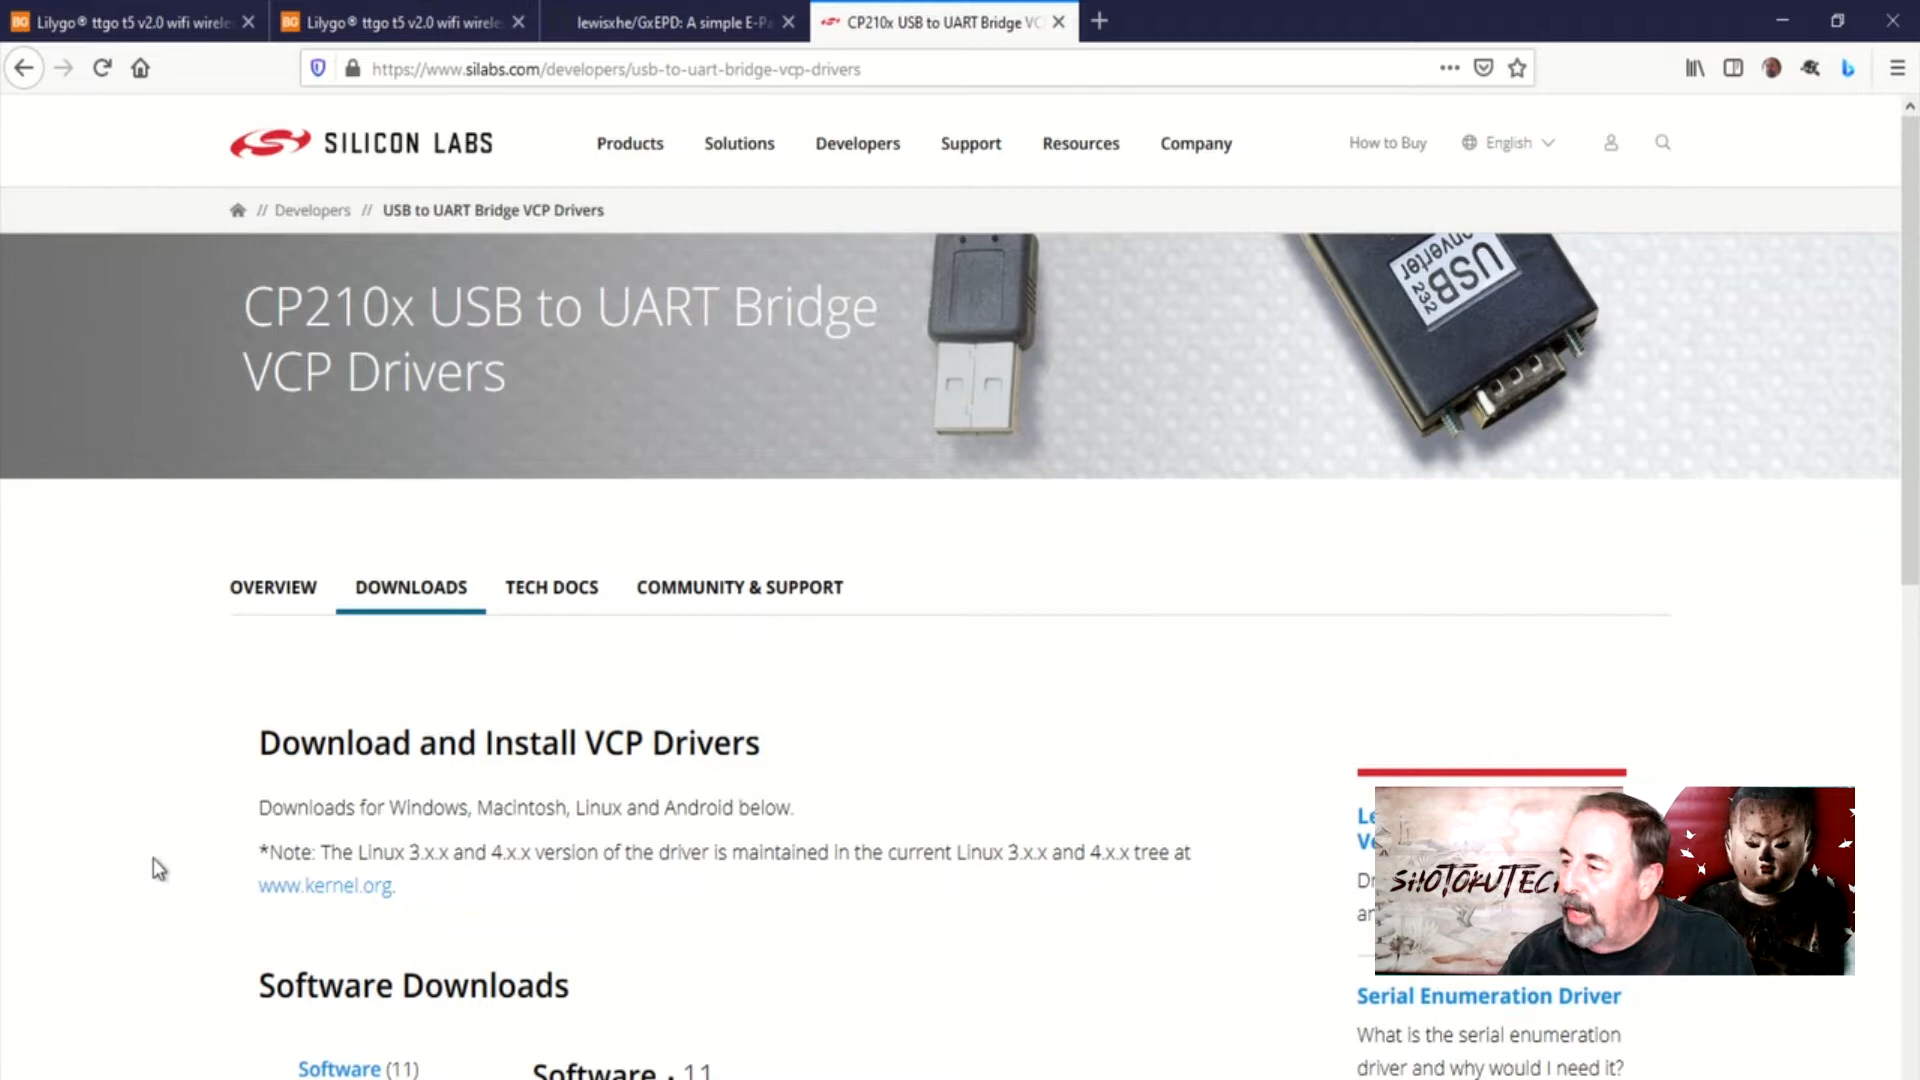 Lilygo® ttgo t5 v2.0 wifi wirele
Lilygo® ttgo t5 v2.0 wifi wirele
lewisxhe/GxEPD: A simple E-Pa
CP210x USB to UART Bridge VC
https://www.silabs.com/developers/usb-to-uart-bridge-vcp-drivers
SILICON LABS
Products
Solutions
Developers
Support
Resources
Company
How to Buy
English
// Developers // USB to UART Bridge VCP Drivers
CP210x USB to UART Bridge
VCP Drivers
USB
232
OVERVIEW
DOWNLOADS
TECH DOCS
COMMUNITY & SUPPORT
Download and Install VCP Drivers
Downloads for Windows, Macintosh, Linux and Android below.
*Note: The Linux 3.x.x and 4.x.x version of the driver is maintained in the current Linux 3.x.x and 4.x.x tree at
www.kernel.org.
Software Downloads
Software (11)
Software · 11
SHOTOKUTEC
Serial Enumeration Driver
What is the serial enumeration
driver and why would I need it?